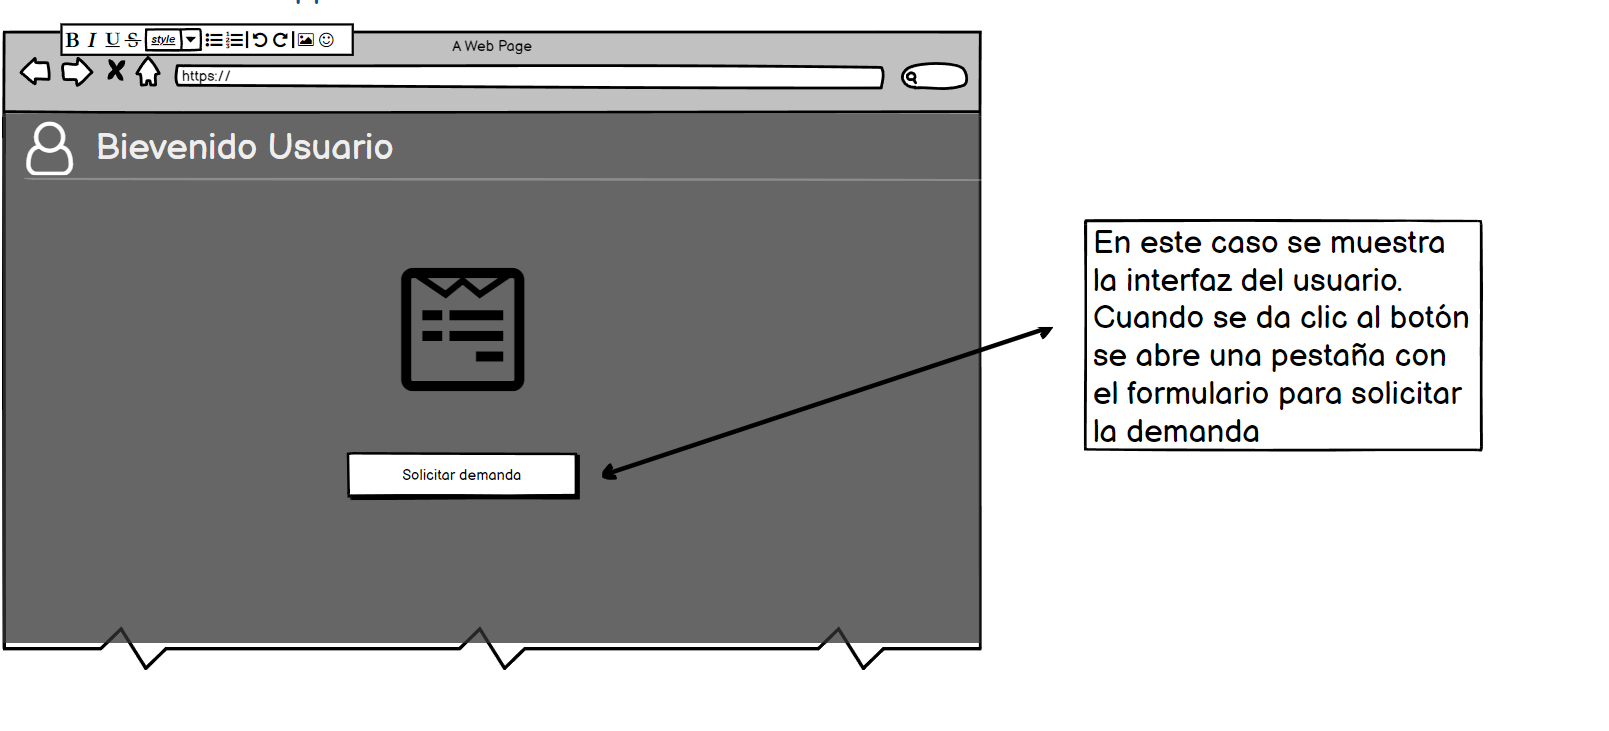 B I U S style
A Web Page
https://
Bievenido Usuario
Solicitar demanda
En este caso se muestra
la interfaz del usuario.
Cuando se da clic al botón
se abre una pestaña con
el formulario para solicitar
la demanda